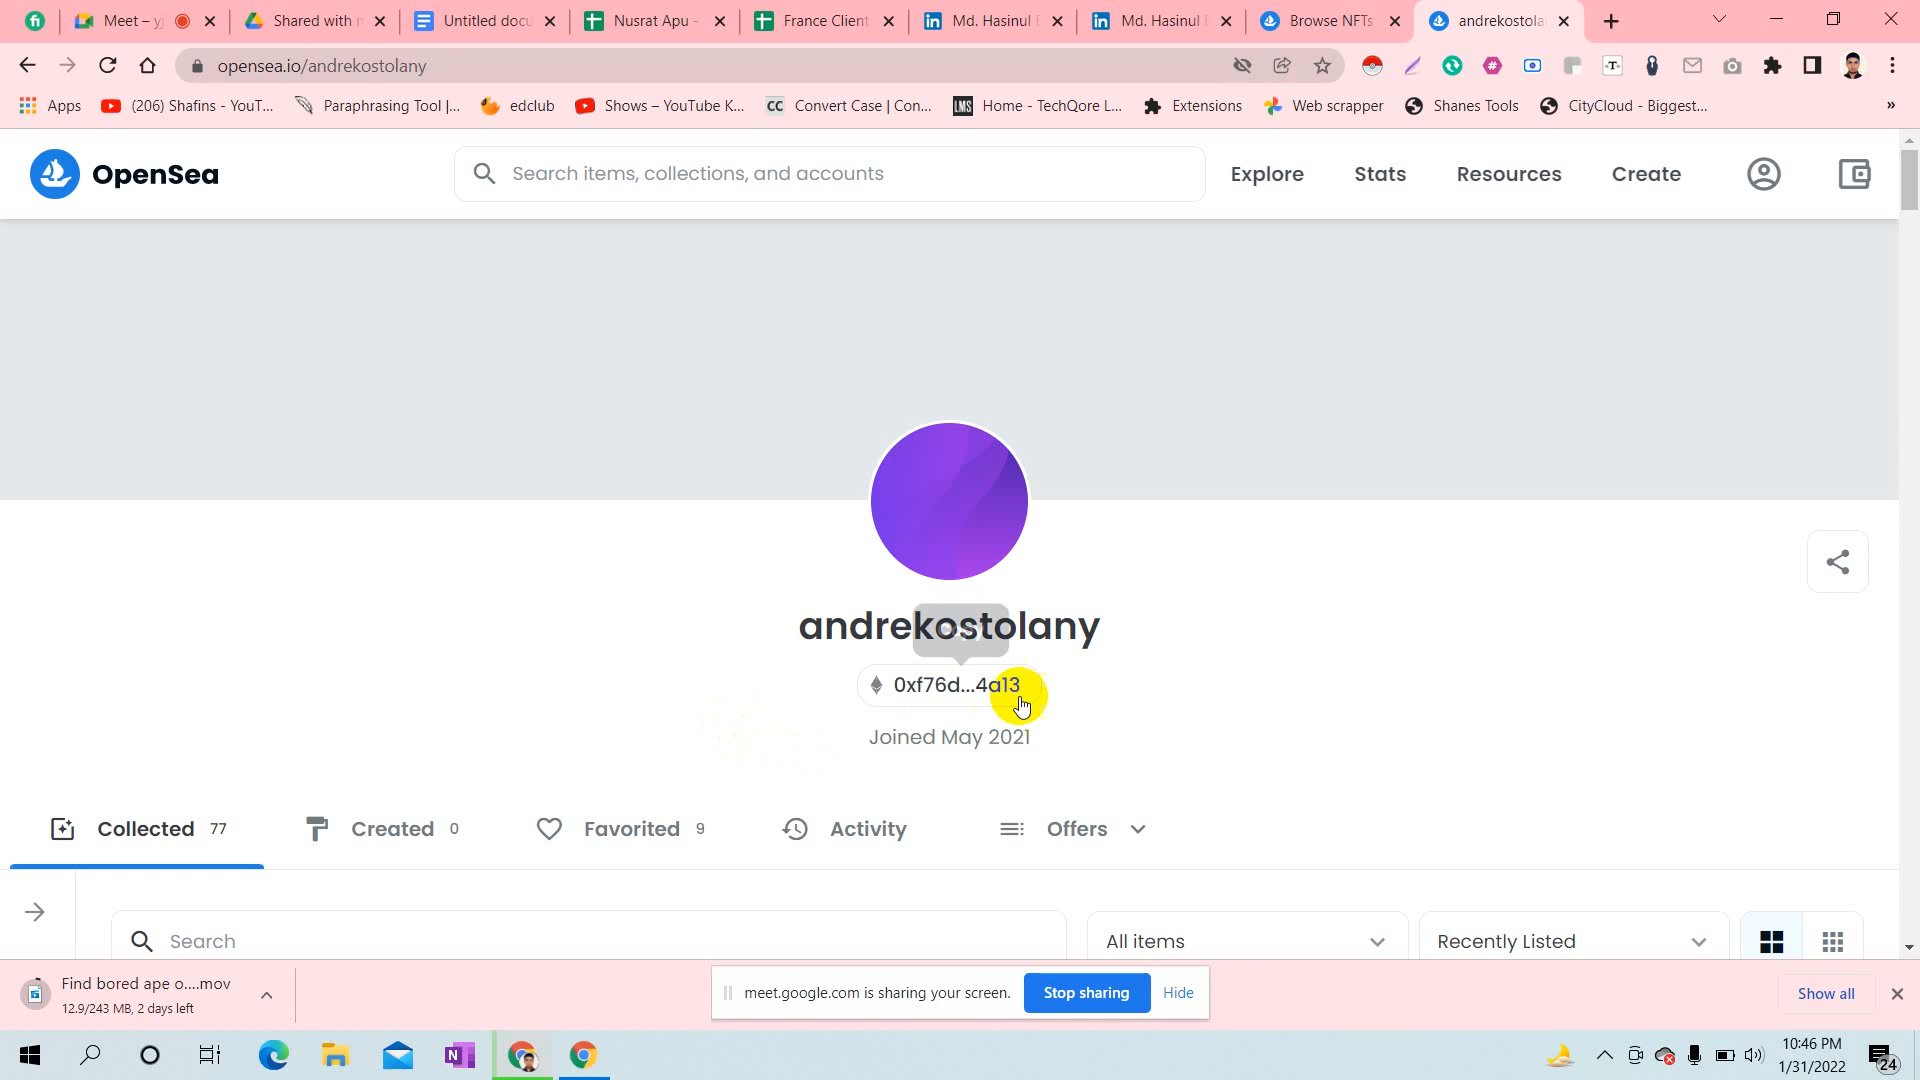 Meet – yj
Shared with m
Untitled docu
Nusrat Apu -
France Client
Md. Hasinul E
Md. Hasinul E
Browse NFTs
andrekostola
opensea.io/andrekostolany
Apps
(206) Shafins - YouT...
Paraphrasing Tool |...
edclub
Shows – YouTube K...
CC Convert Case | Con...
LMS Home - TechQore L...
Extensions
Web scrapper
Shanes Tools
CityCloud - Biggest...
»
OpenSea
Search items, collections, and accounts
Explore
Stats
Resources
Create
andrekostolany
0xf76d...4a13
Joined May 2021
Collected 77
Created 0
Favorited 9
Activity
Offers
Search
All items
Recently Listed
Find bored ape o....mov
12.9/243 MB, 2 days left
meet.google.com is sharing your screen.
Stop sharing
Hide
Show all
10:46 PM
1/31/2022
24